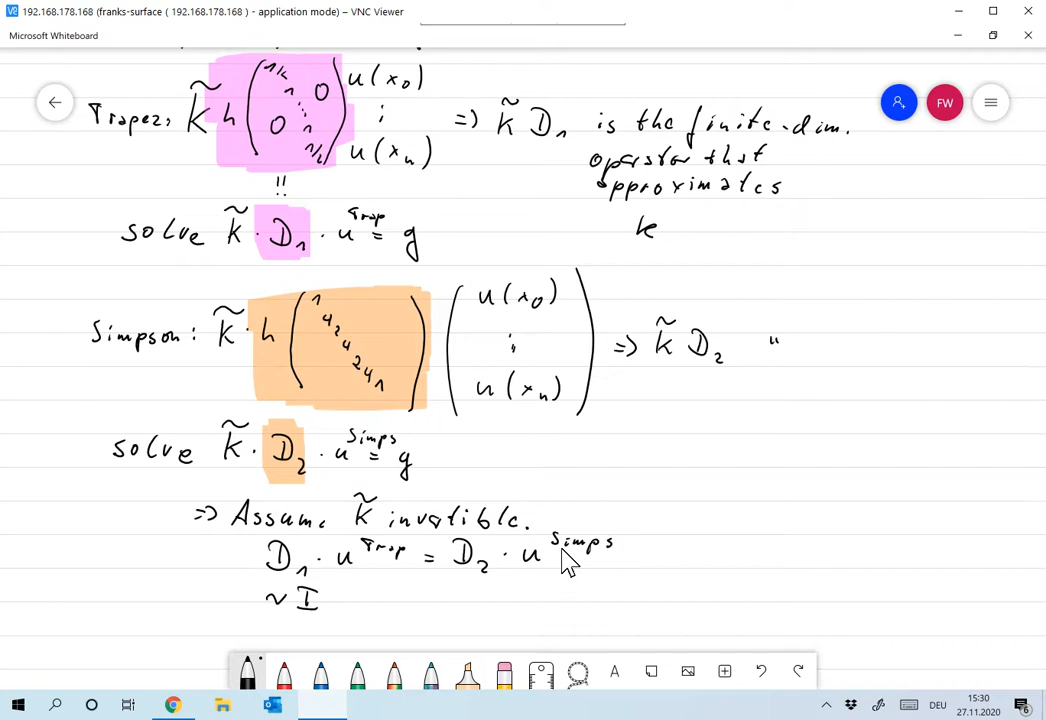 192.168.178.168 (franks-surface ( 192.168.178.168 ) - application mode) – VNC Viewer
Microsoft Whiteboard
FW
Trapez: K̃ h ( 1/2 1 ⋱ 1 1/2 0 0 ) u(x₀) ⋮ u(xₙ) => K̃ D₁ is the finite-dim.
operator that
approximates
k
!!
solve K̃ · D₁ · u^Trap = g
Simpson: K̃ · h ( 1 4 2 4 2 4 1 ) ( u(x₀) ⋮ u(xₙ) ) => K̃ D₂ "
solve K̃ · D₂ · u^Simps = g
=> Assume K̃ invertible.
D₁ · u^Trap = D₂ · u^Simps
~ I
A
DEU
15:30
27.11.2020
6